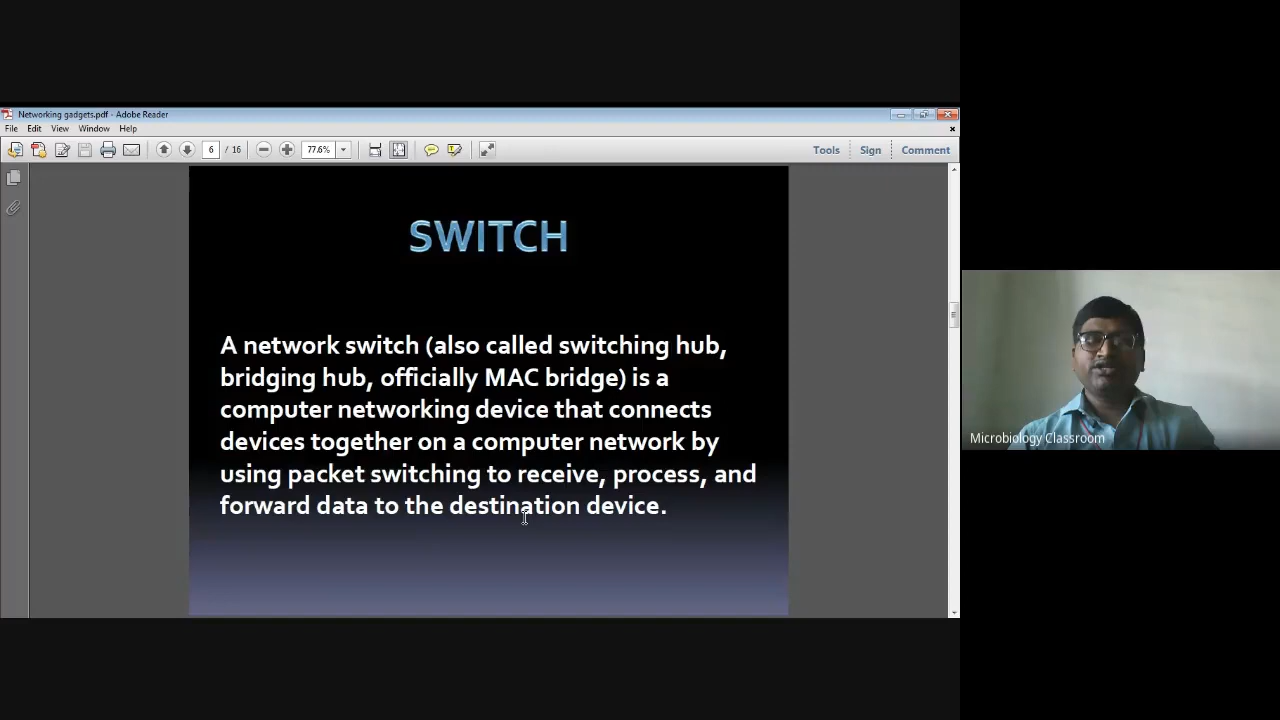 Networking gadgets.pdf - Adobe Reader
File Edit View Window Help
6 / 16 77.6% Tools Sign Comment
SWITCH
A network switch (also called switching hub,
bridging hub, officially MAC bridge) is a
computer networking device that connects
devices together on a computer network by
using packet switching to receive, process, and
forward data to the destination device.
Microbiology Classroom